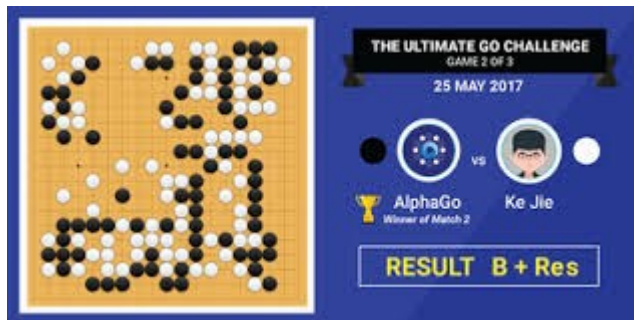 THE ULTIMATE GO CHALLENGE
GAME 2 OF 3
25 MAY 2017
VS
AlphaGo
Ke Jie
Winner of Match 2
RESULT B + Res